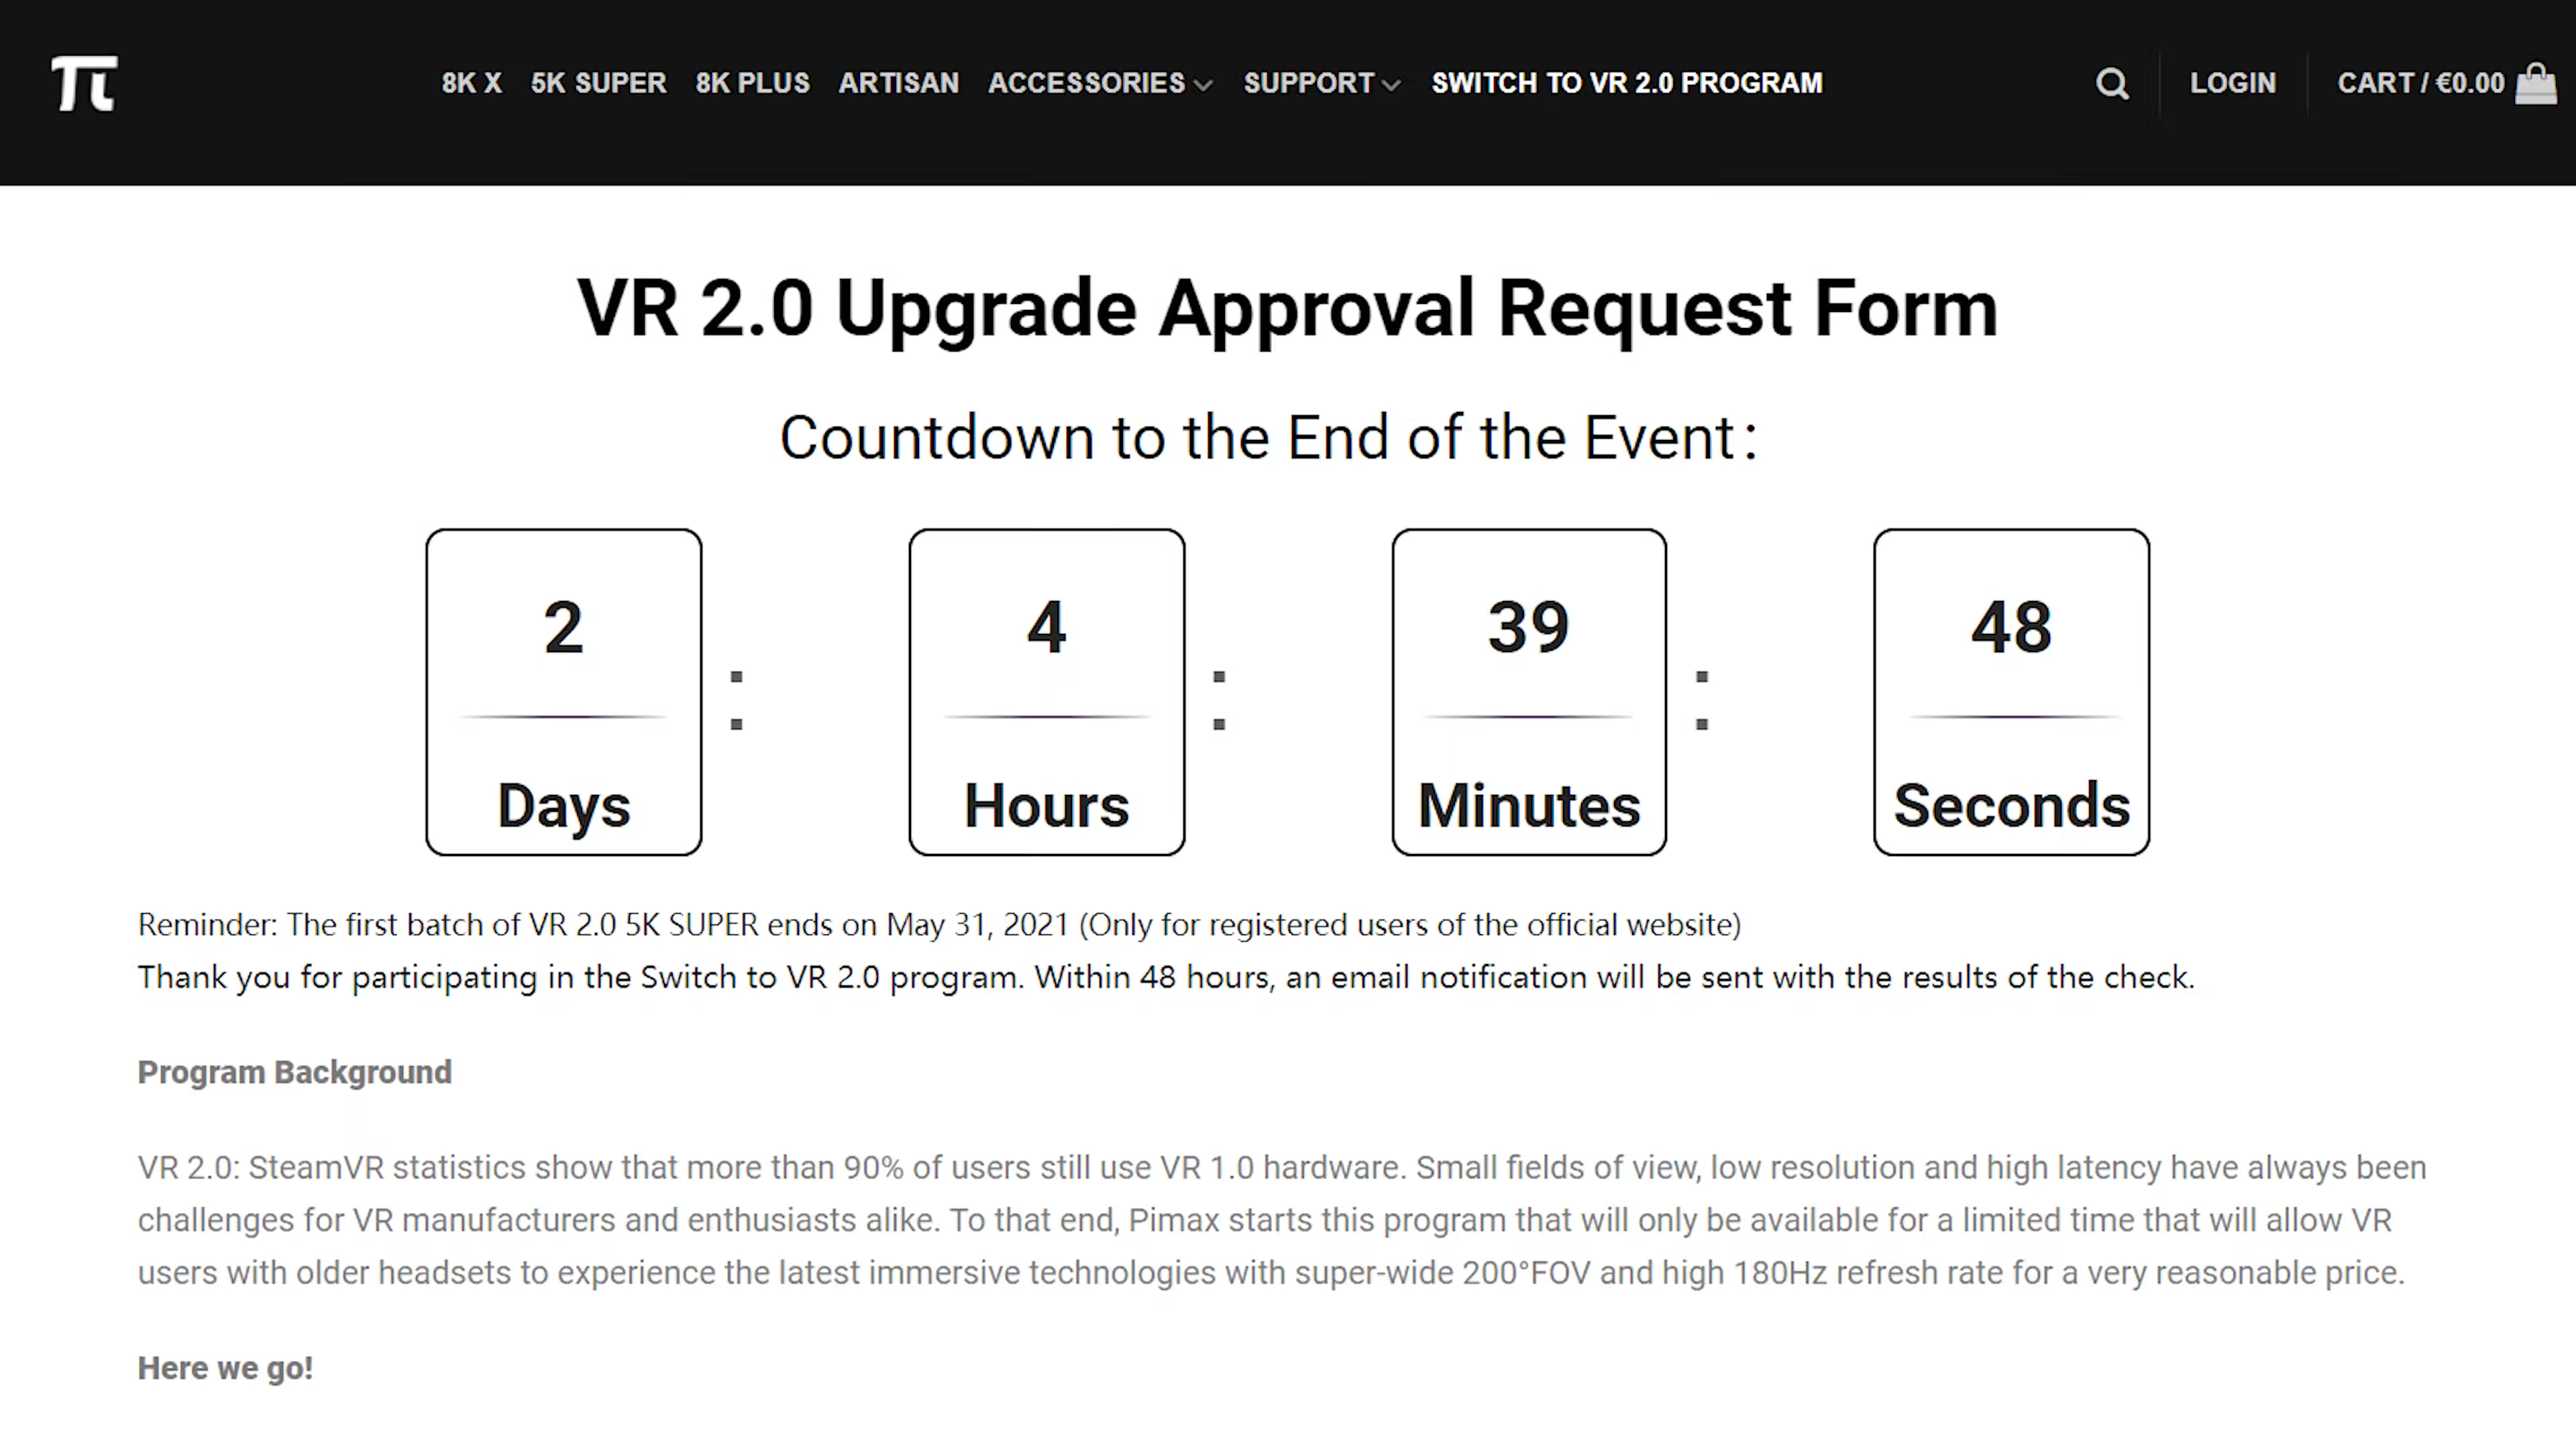 8K X 5K SUPER 8K PLUS ARTISAN ACCESSORIES SUPPORT SWITCH TO VR 2.0 PROGRAM LOGIN CART / €0.00
VR 2.0 Upgrade Approval Request Form
Countdown to the End of the Event:
2 : 4 : 39 : 48
Days Hours Minutes Seconds
Reminder: The first batch of VR 2.0 5K SUPER ends on May 31, 2021 (Only for registered users of the official website)
Thank you for participating in the Switch to VR 2.0 program. Within 48 hours, an email notification will be sent with the results of the check.
Program Background
VR 2.0: SteamVR statistics show that more than 90% of users still use VR 1.0 hardware. Small fields of view, low resolution and high latency have always been
challenges for VR manufacturers and enthusiasts alike. To that end, Pimax starts this program that will only be available for a limited time that will allow VR
users with older headsets to experience the latest immersive technologies with super-wide 200°FOV and high 180Hz refresh rate for a very reasonable price.
Here we go!